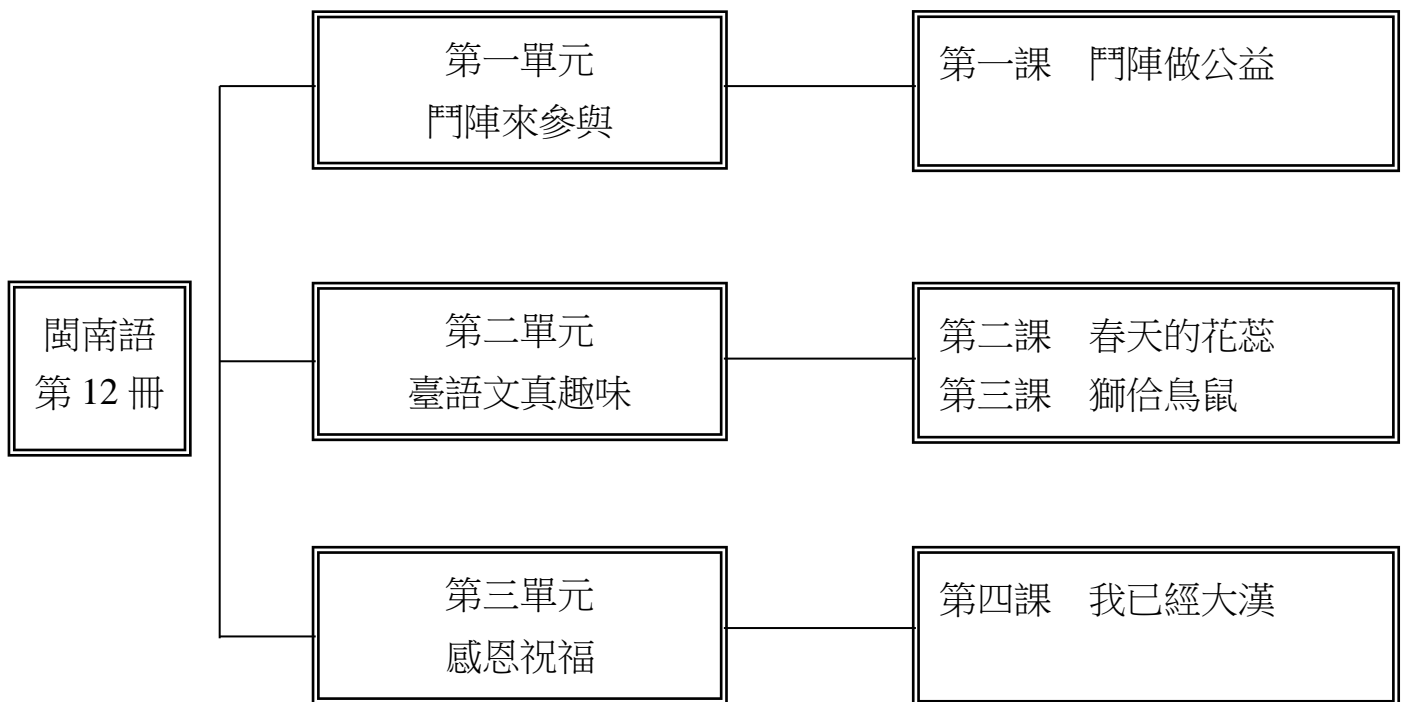 閩南語
第 12 冊
第一單元
鬥陣來參與
第一課　鬥陣做公益
第二單元
臺語文真趣味
第二課　春天的花蕊
第三課　獅佮鳥鼠
第三單元
感恩祝福
第四課　我已經大漢